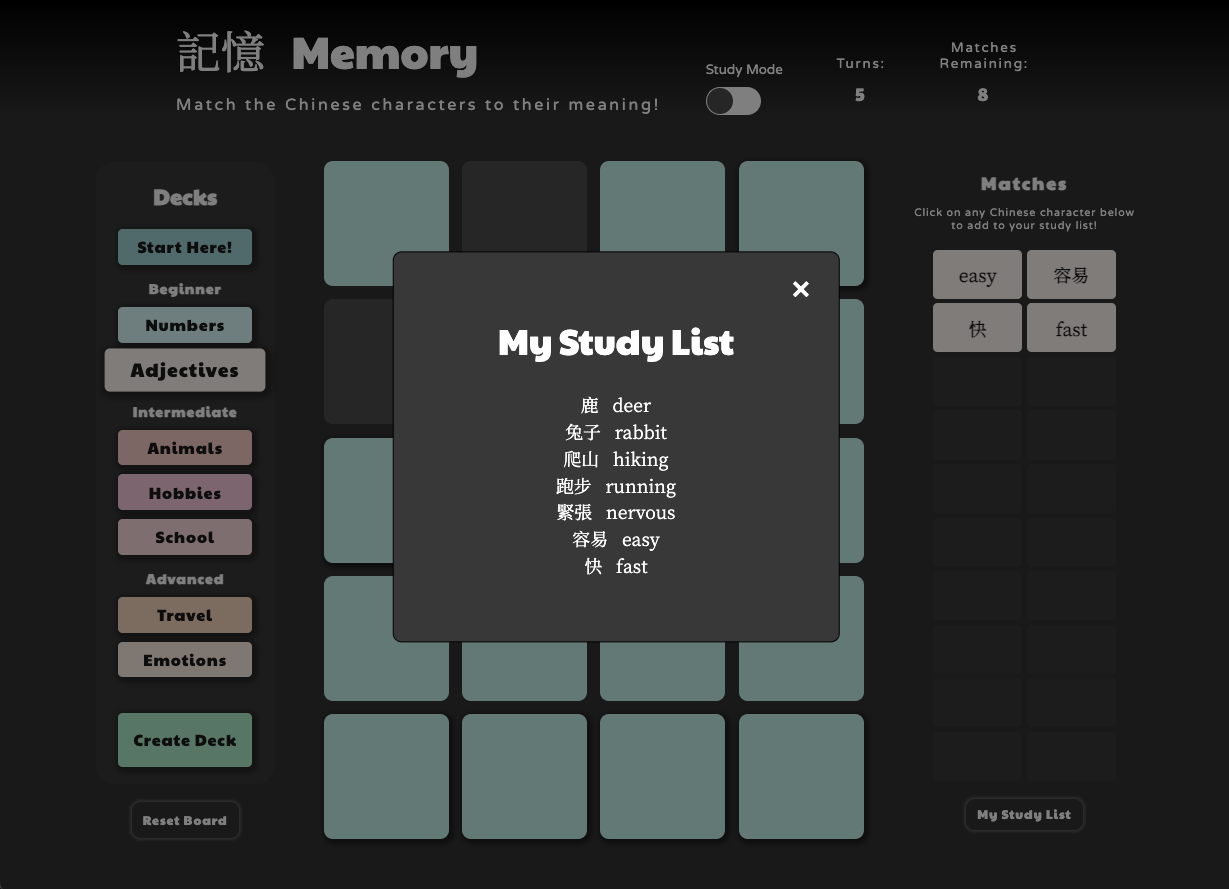 記憶 Memory
Match the Chinese characters to their meaning!
Study Mode
Turns:
5
Matches
Remaining:
8
Decks
Start Here!
Beginner
Numbers
Adjectives
Intermediate
Animals
Hobbies
School
Advanced
Travel
Emotions
Create Deck
Reset Board
×
My Study List
鹿 deer
兔子 rabbit
爬山 hiking
跑步 running
緊張 nervous
容易 easy
快 fast
Matches
Click on any Chinese character below
to add to your study list!
easy 容易
快 fast
My Study List